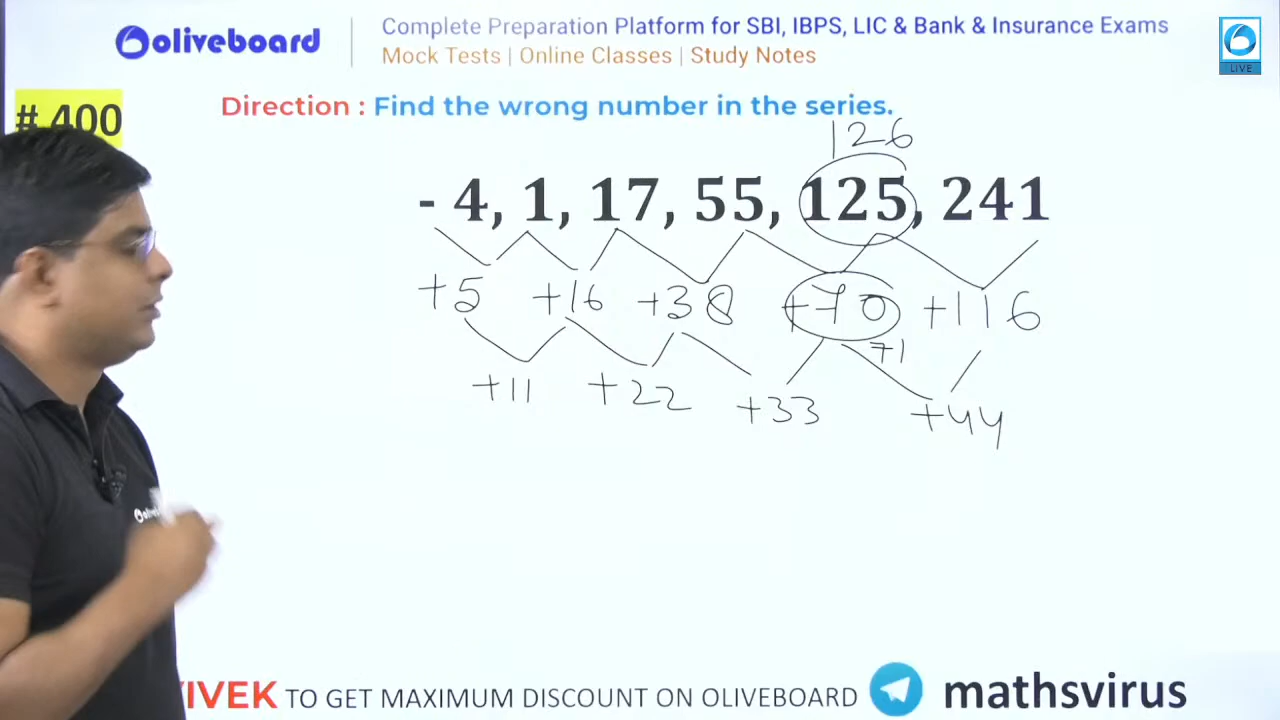 oliveboard
Complete Preparation Platform for SBI, IBPS, LIC & Bank & Insurance Exams
Mock Tests | Online Classes | Study Notes
LIVE
# 400
Direction : Find the wrong number in the series.
126
- 4, 1, 17, 55, 125, 241
+5 +16 +38 +70 +116
71
+11 +22 +33 +44
VIVEK TO GET MAXIMUM DISCOUNT ON OLIVEBOARD
mathsvirus